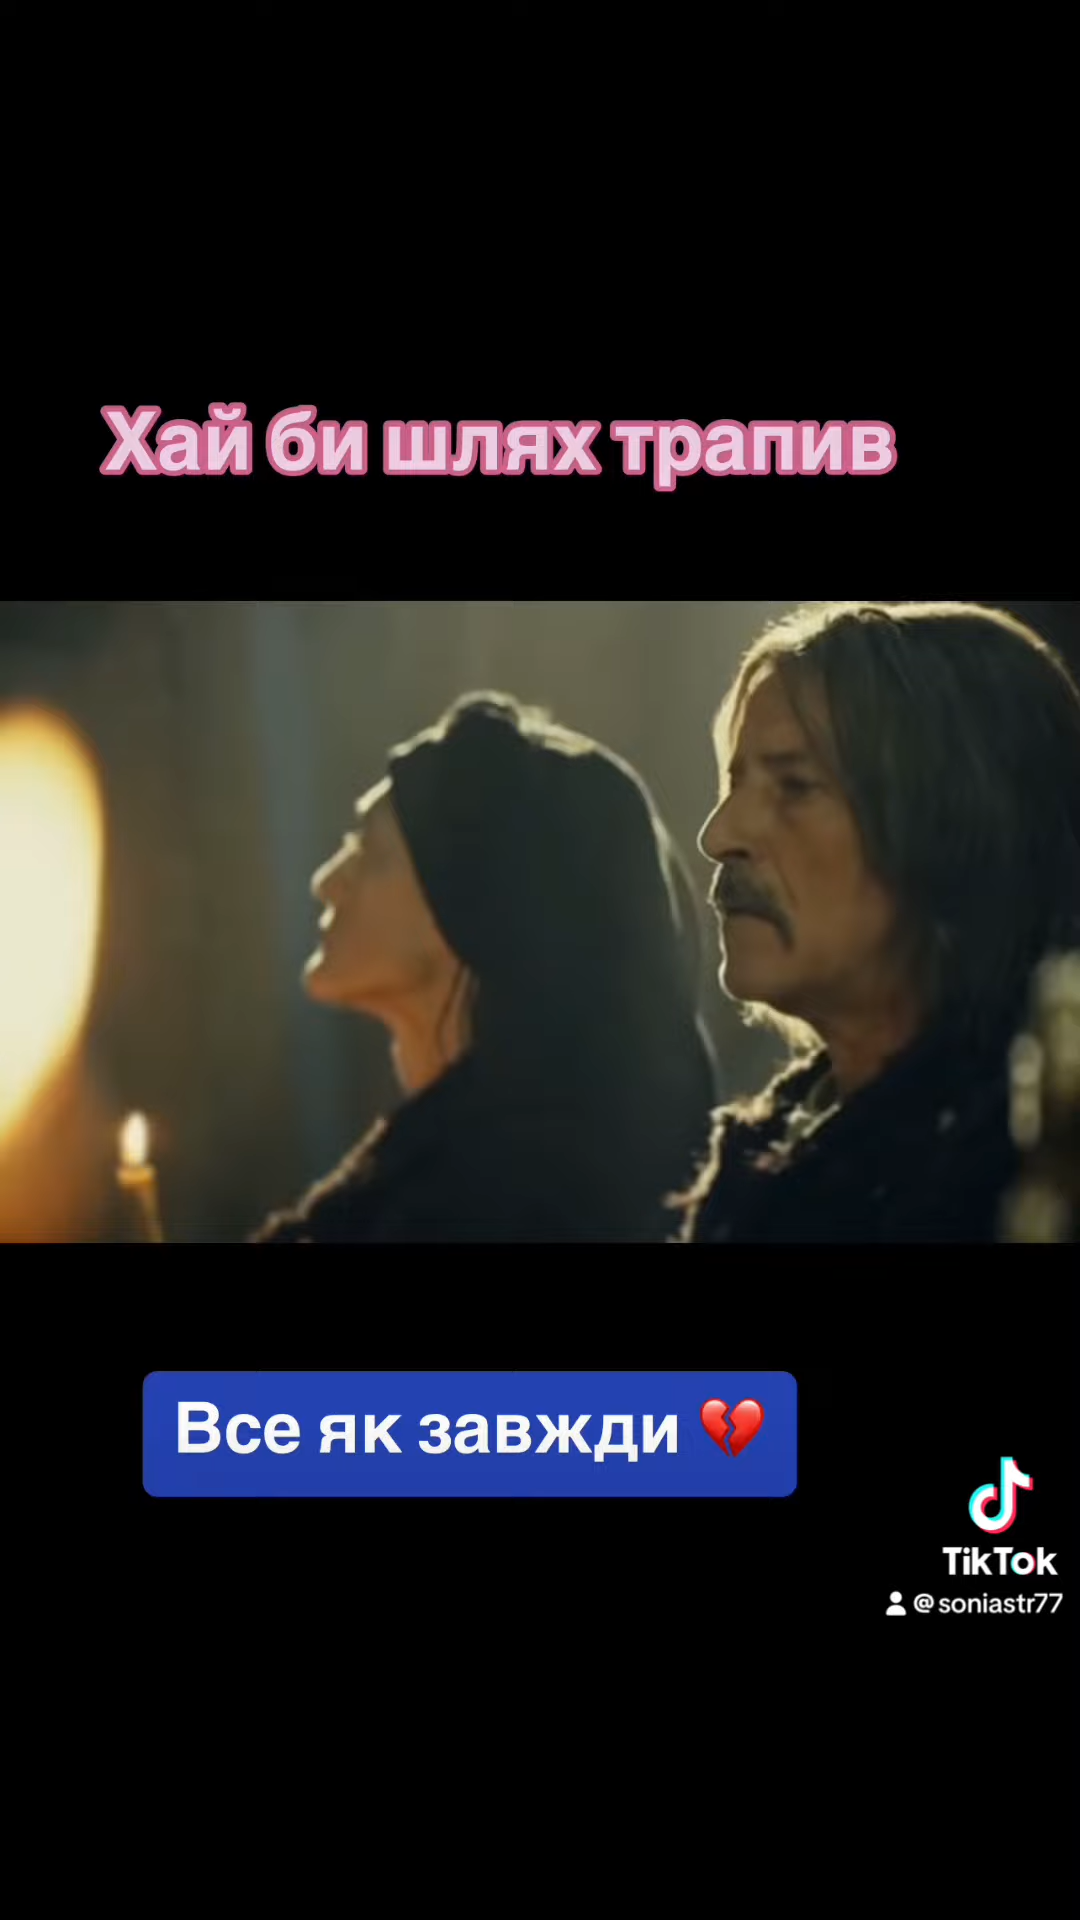 Хай би шлях трапив
Все як завжди 💔
TikTok
@soniastr77